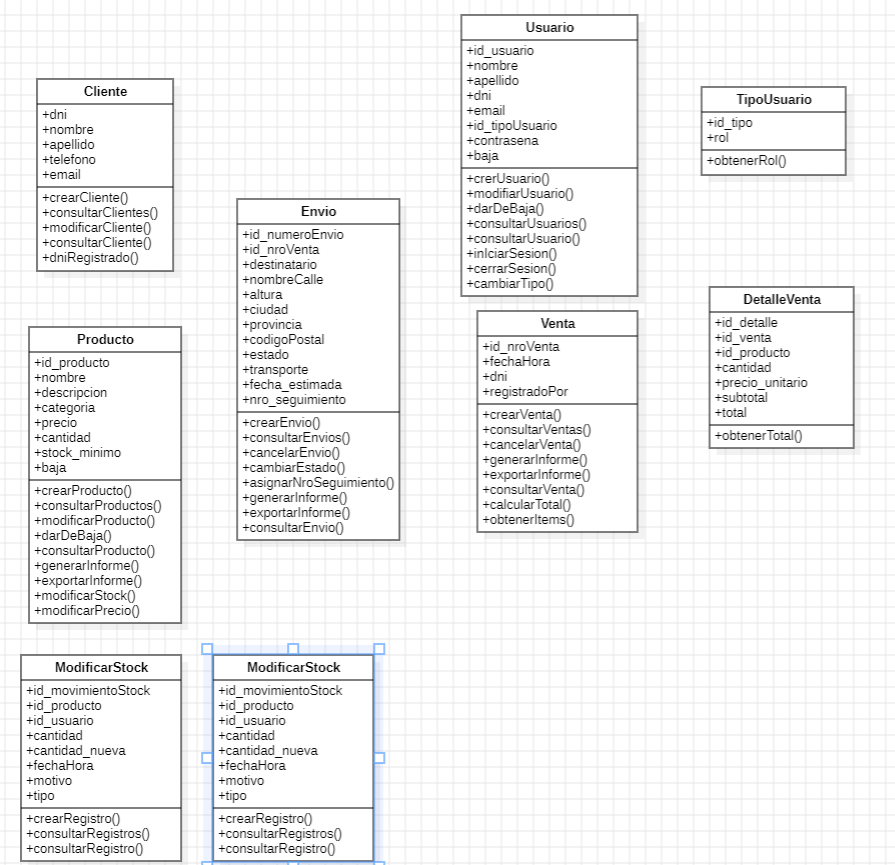 Usuario
+id_usuario
+nombre
+apellido
+dni
+email
+id_tipoUsuario
+contrasena
+baja
+crerUsuario()
+modifiarUsuario()
+darDeBaja()
+consultarUsuarios()
+consultarUsuario()
+inIciarSesion()
+cerrarSesion()
+cambiarTipo()
Cliente
+dni
+nombre
+apellido
+telefono
+email
+crearCliente()
+consultarClientes()
+modificarCliente()
+consultarCliente()
+dniRegistrado()
TipoUsuario
+id_tipo
+rol
+obtenerRol()
Envio
+id_numeroEnvio
+id_nroVenta
+destinatario
+nombreCalle
+altura
+ciudad
+provincia
+codigoPostal
+estado
+transporte
+fecha_estimada
+nro_seguimiento
+crearEnvio()
+consultarEnvios()
+cancelarEnvio()
+cambiarEstado()
+asignarNroSeguimiento()
+generarInforme()
+exportarInforme()
+consultarEnvio()
DetalleVenta
+id_detalle
+id_venta
+id_producto
+cantidad
+precio_unitario
+subtotal
+total
+obtenerTotal()
Venta
+id_nroVenta
+fechaHora
+dni
+registradoPor
+crearVenta()
+consultarVentas()
+cancelarVenta()
+generarInforme()
+exportarInforme()
+consultarVenta()
+calcularTotal()
+obtenerItems()
Producto
+id_producto
+nombre
+descripcion
+categoria
+precio
+cantidad
+stock_minimo
+baja
+crearProducto()
+consultarProductos()
+modificarProducto()
+darDeBaja()
+consultarProducto()
+generarInforme()
+exportarInforme()
+modificarStock()
+modificarPrecio()
ModificarStock
+id_movimientoStock
+id_producto
+id_usuario
+cantidad
+cantidad_nueva
+fechaHora
+motivo
+tipo
+crearRegistro()
+consultarRegistros()
+consultarRegistro()
ModificarStock
+id_movimientoStock
+id_producto
+id_usuario
+cantidad
+cantidad_nueva
+fechaHora
+motivo
+tipo
+crearRegistro()
+consultarRegistros()
+consultarRegistro()